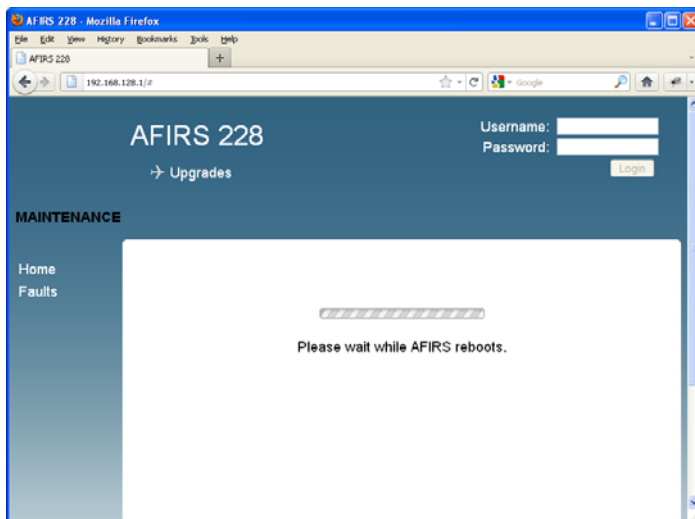 AFIRS 228 - Mozilla Firefox
File Edit View History Bookmarks Tools Help
AFIRS 228
192.168.128.1/#
Google
AFIRS 228
Upgrades
Username:
Password:
Login
MAINTENANCE
Home
Faults
Please wait while AFIRS reboots.